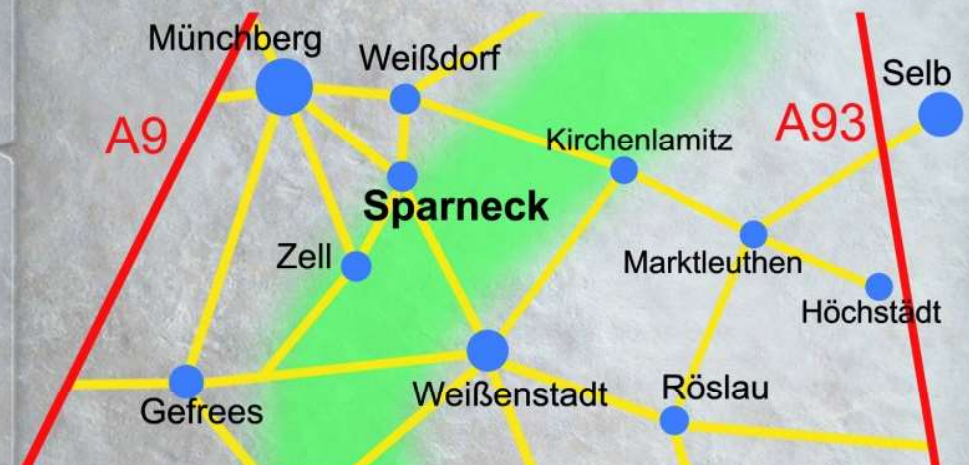 Münchberg
Weißdorf
Selb
A9
A93
Kirchenlamitz
Sparneck
Zell
Marktleuthen
Höchstädt
Weißenstadt
Röslau
Gefrees